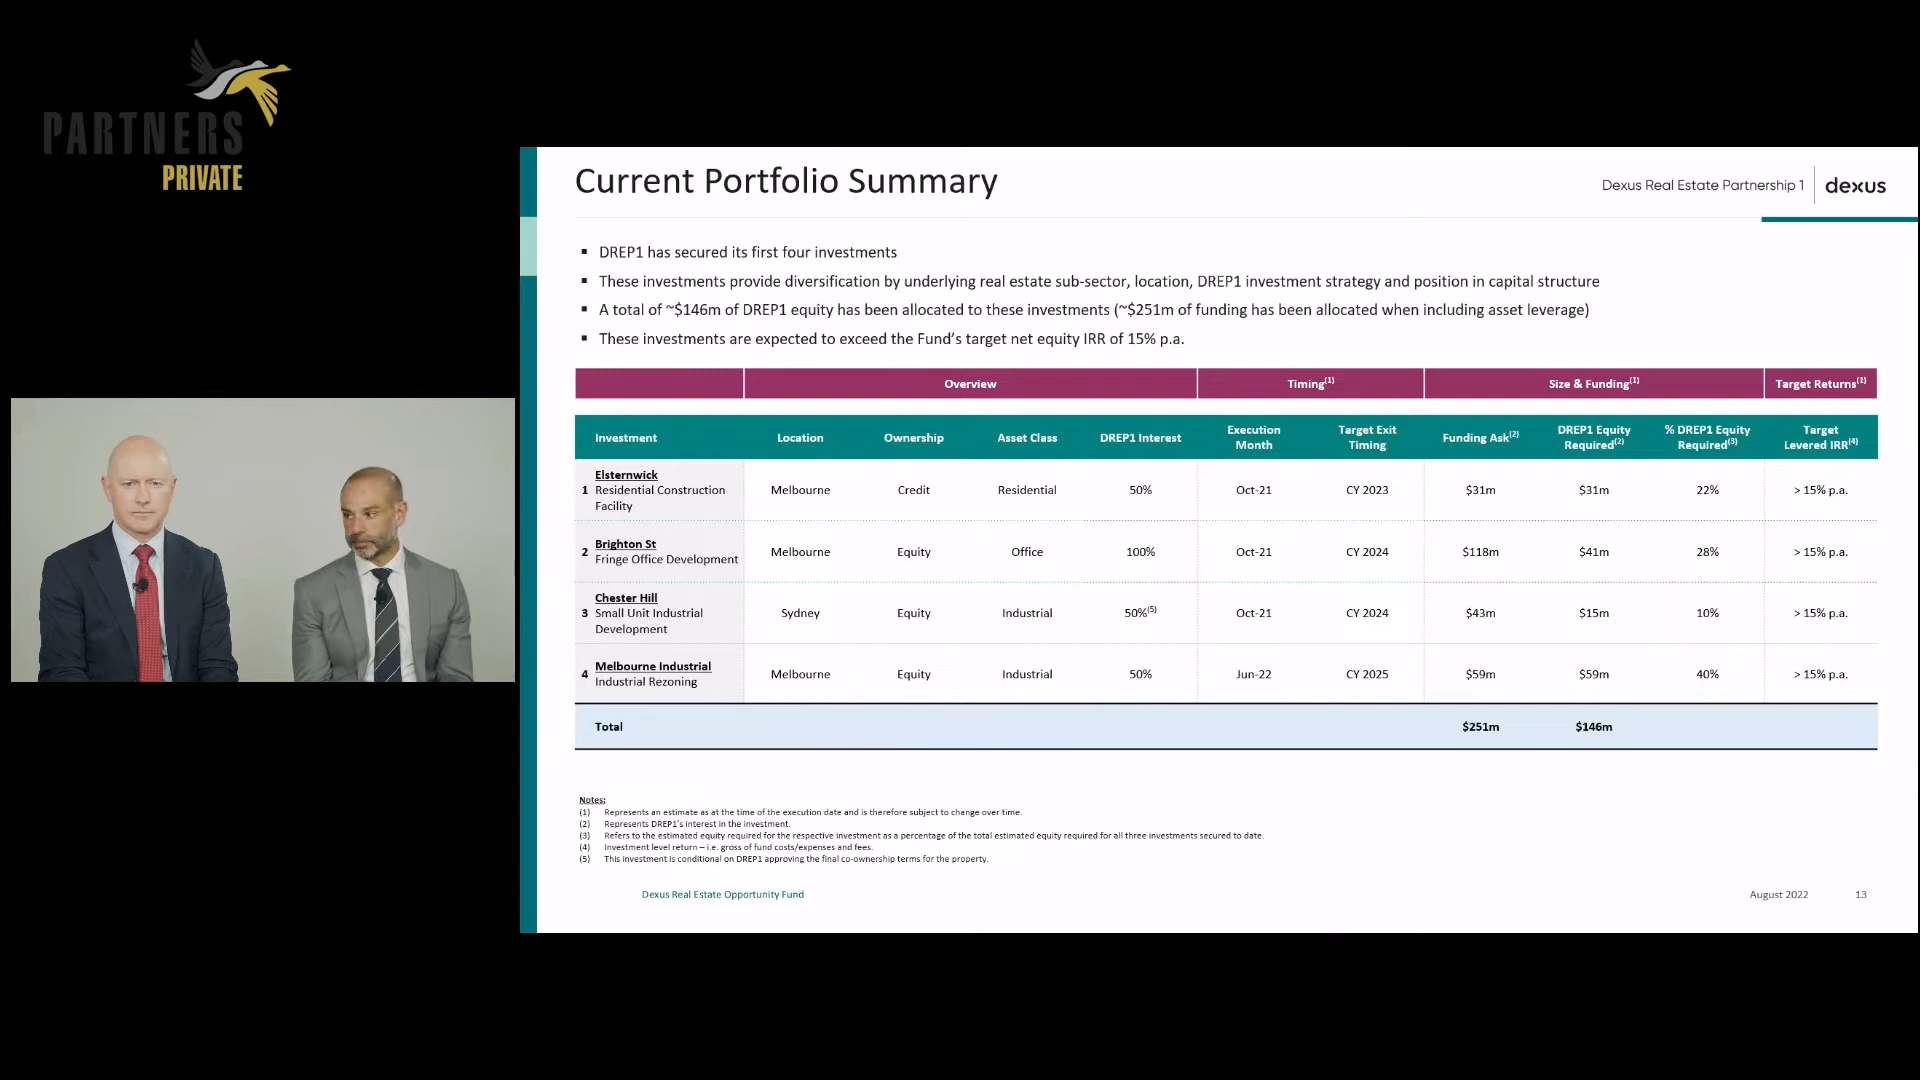 PARTNERS
PRIVATE
Current Portfolio Summary
Dexus Real Estate Partnership 1
dexus
▪ DREP1 has secured its first four investments
▪ These investments provide diversification by underlying real estate sub-sector, location, DREP1 investment strategy and position in capital structure
▪ A total of ~$146m of DREP1 equity has been allocated to these investments (~$251m of funding has been allocated when including asset leverage)
▪ These investments are expected to exceed the Fund's target net equity IRR of 15% p.a.
Overview Timing(1) Size & Funding(1) Target Returns(1)
Investment Location Ownership Asset Class DREP1 Interest Execution Month Target Exit Timing Funding Ask(2) DREP1 Equity Required(2) % DREP1 Equity Required(3) Target Levered IRR(4)
1 Elsternwick Residential Construction Facility Melbourne Credit Residential 50% Oct-21 CY 2023 $31m $31m 22% > 15% p.a.
2 Brighton St Fringe Office Development Melbourne Equity Office 100% Oct-21 CY 2024 $118m $41m 28% > 15% p.a.
3 Chester Hill Small Unit Industrial Development Sydney Equity Industrial 50%(5) Oct-21 CY 2024 $43m $15m 10% > 15% p.a.
4 Melbourne Industrial Industrial Rezoning Melbourne Equity Industrial 50% Jun-22 CY 2025 $59m $59m 40% > 15% p.a.
Total $251m $146m
Notes:
(1) Represents an estimate as at the time of the execution date and is therefore subject to change over time.
(2) Represents DREP1's interest in the investment.
(3) Refers to the estimated equity required for the respective investment as a percentage of the total estimated equity required for all three investments secured to date.
(4) Investment level return – i.e. gross of fund costs/expenses and fees.
(5) This investment is conditional on DREP1 approving the final co-ownership terms for the property.
Dexus Real Estate Opportunity Fund
August 2022
13